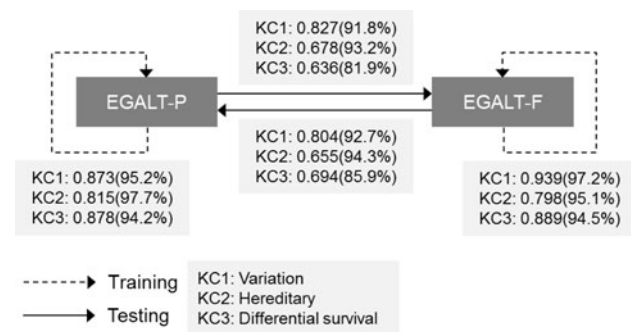 KC1: 0.827(91.8%)
KC2: 0.678(93.2%)
KC3: 0.636(81.9%)
EGALT-P
EGALT-F
KC1: 0.804(92.7%)
KC2: 0.655(94.3%)
KC3: 0.694(85.9%)
KC1: 0.873(95.2%)
KC2: 0.815(97.7%)
KC3: 0.878(94.2%)
KC1: 0.939(97.2%)
KC2: 0.798(95.1%)
KC3: 0.889(94.5%)
Training
Testing
KC1: Variation
KC2: Hereditary
KC3: Differential survival